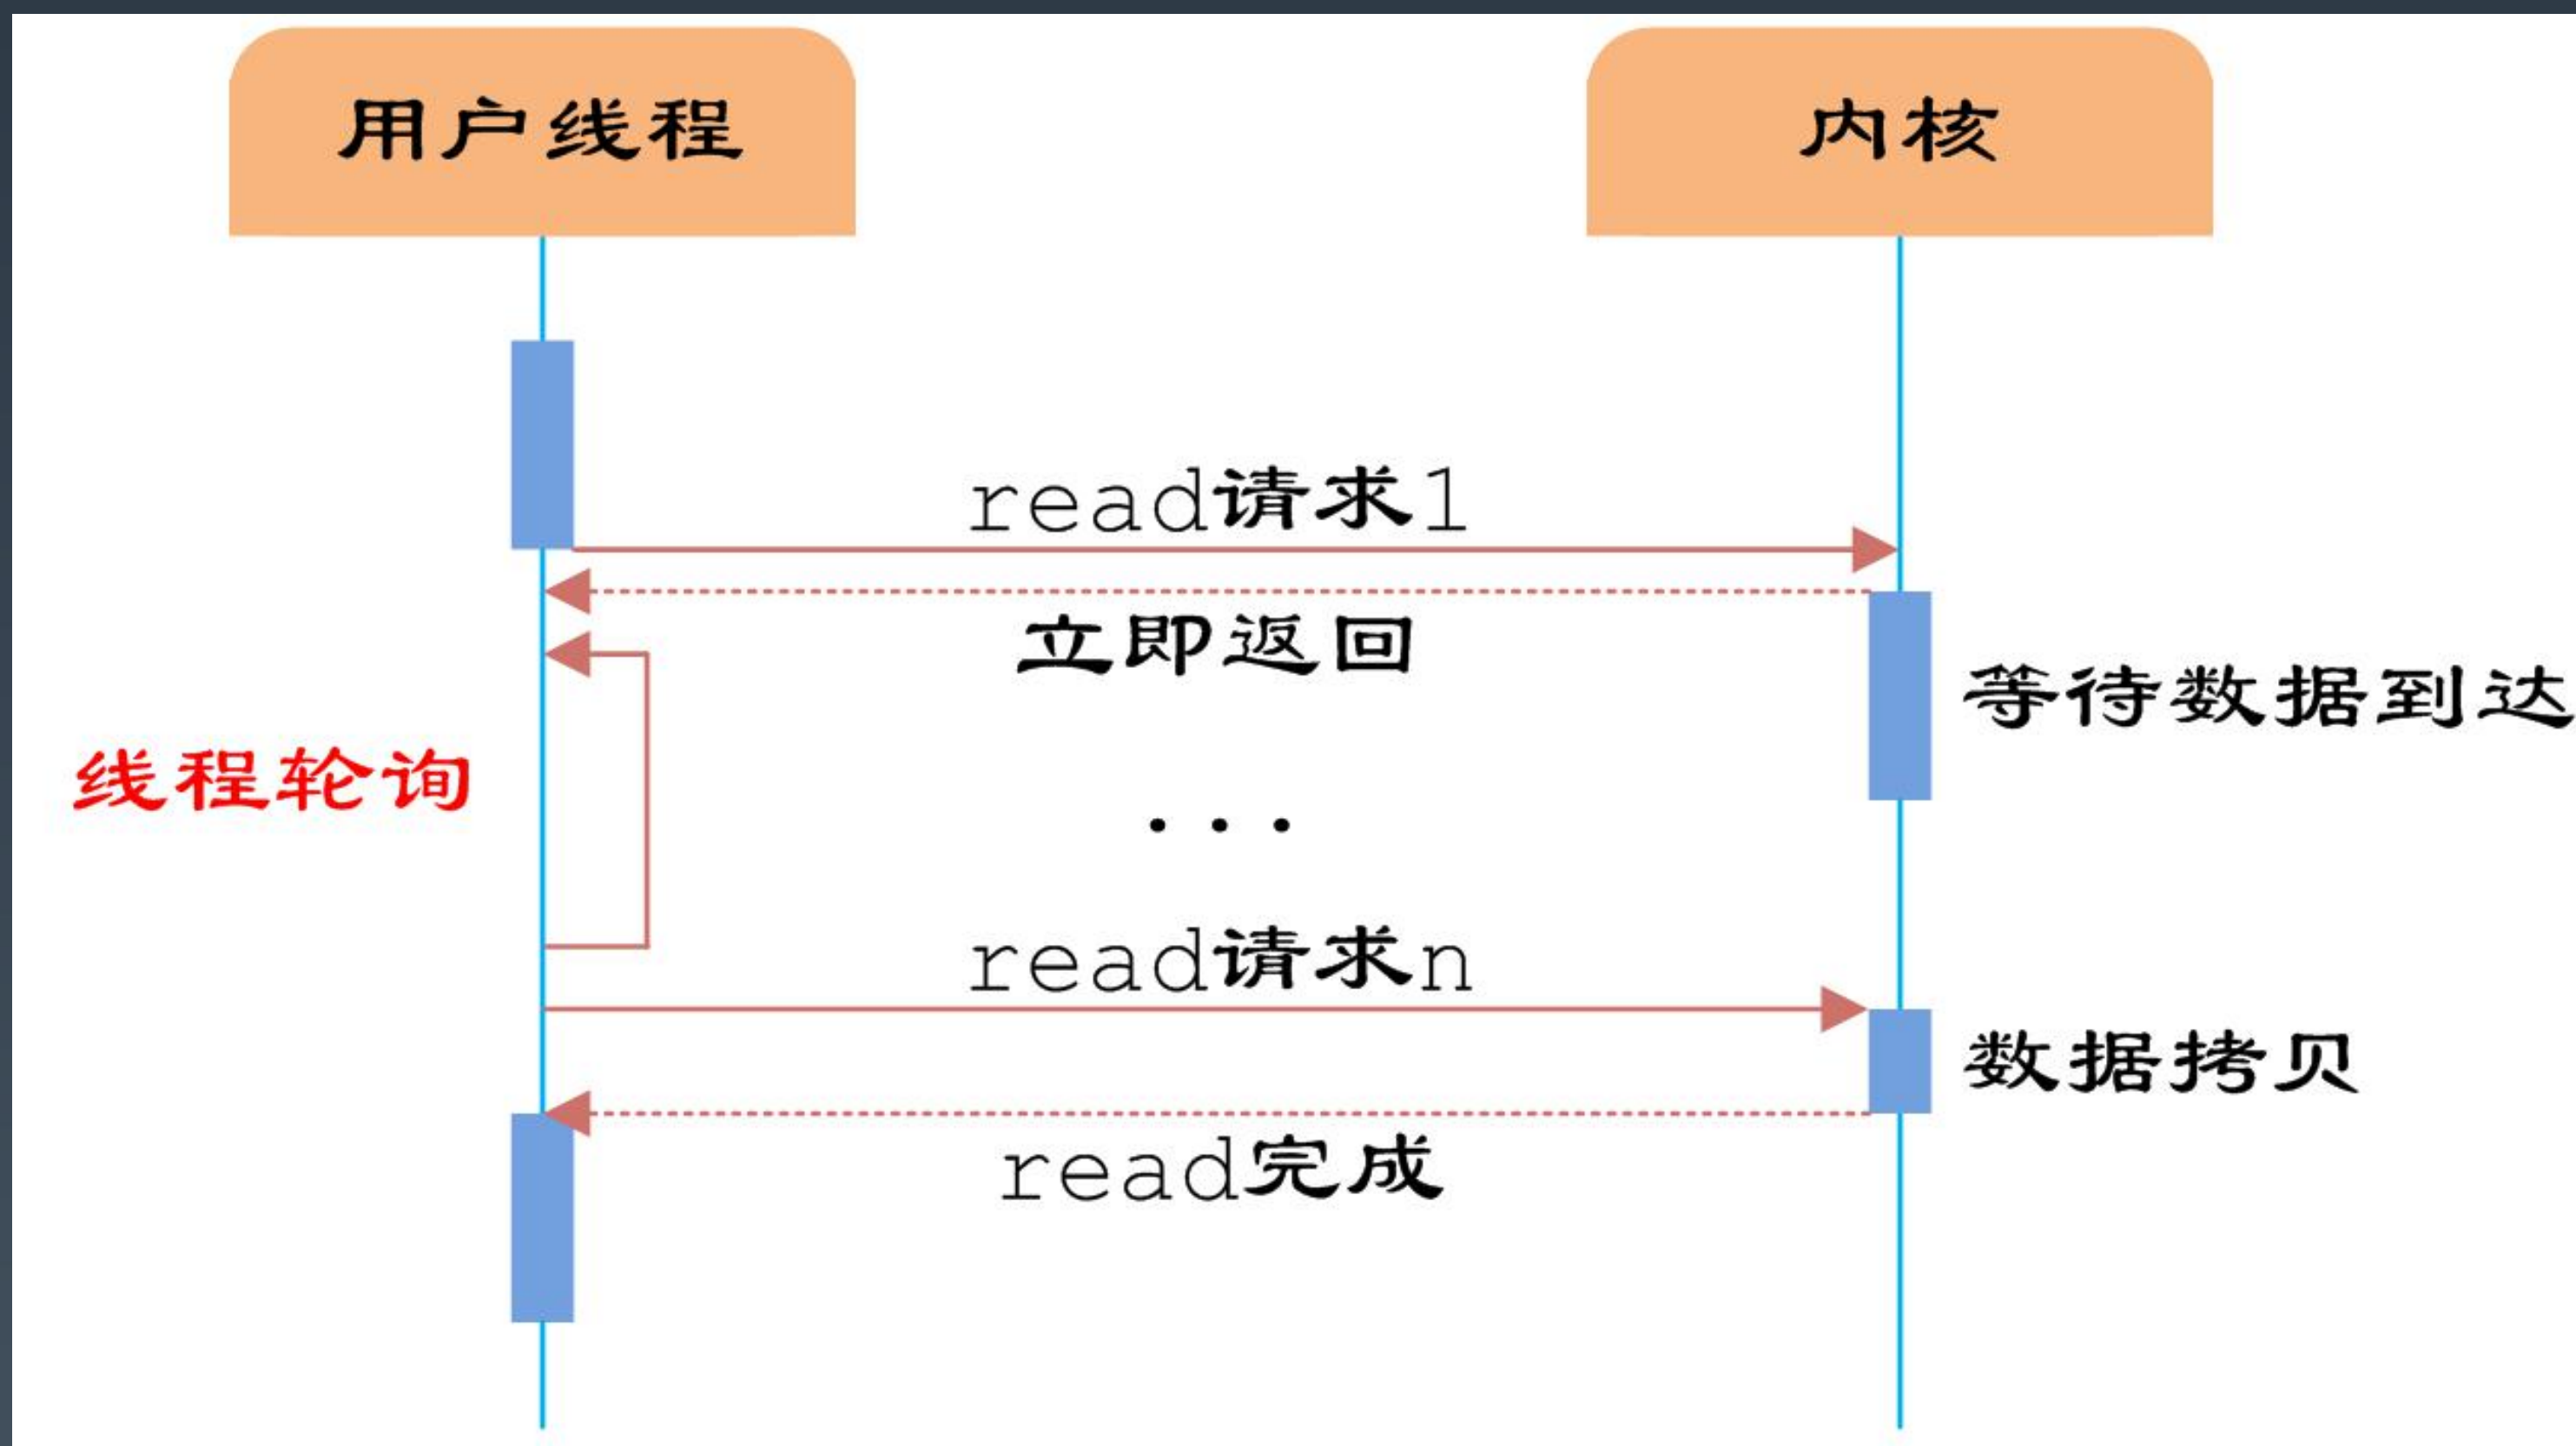 用户线程
内核
read请求1
立即返回
等待数据到达
线程轮询
...
read请求n
数据拷贝
read完成